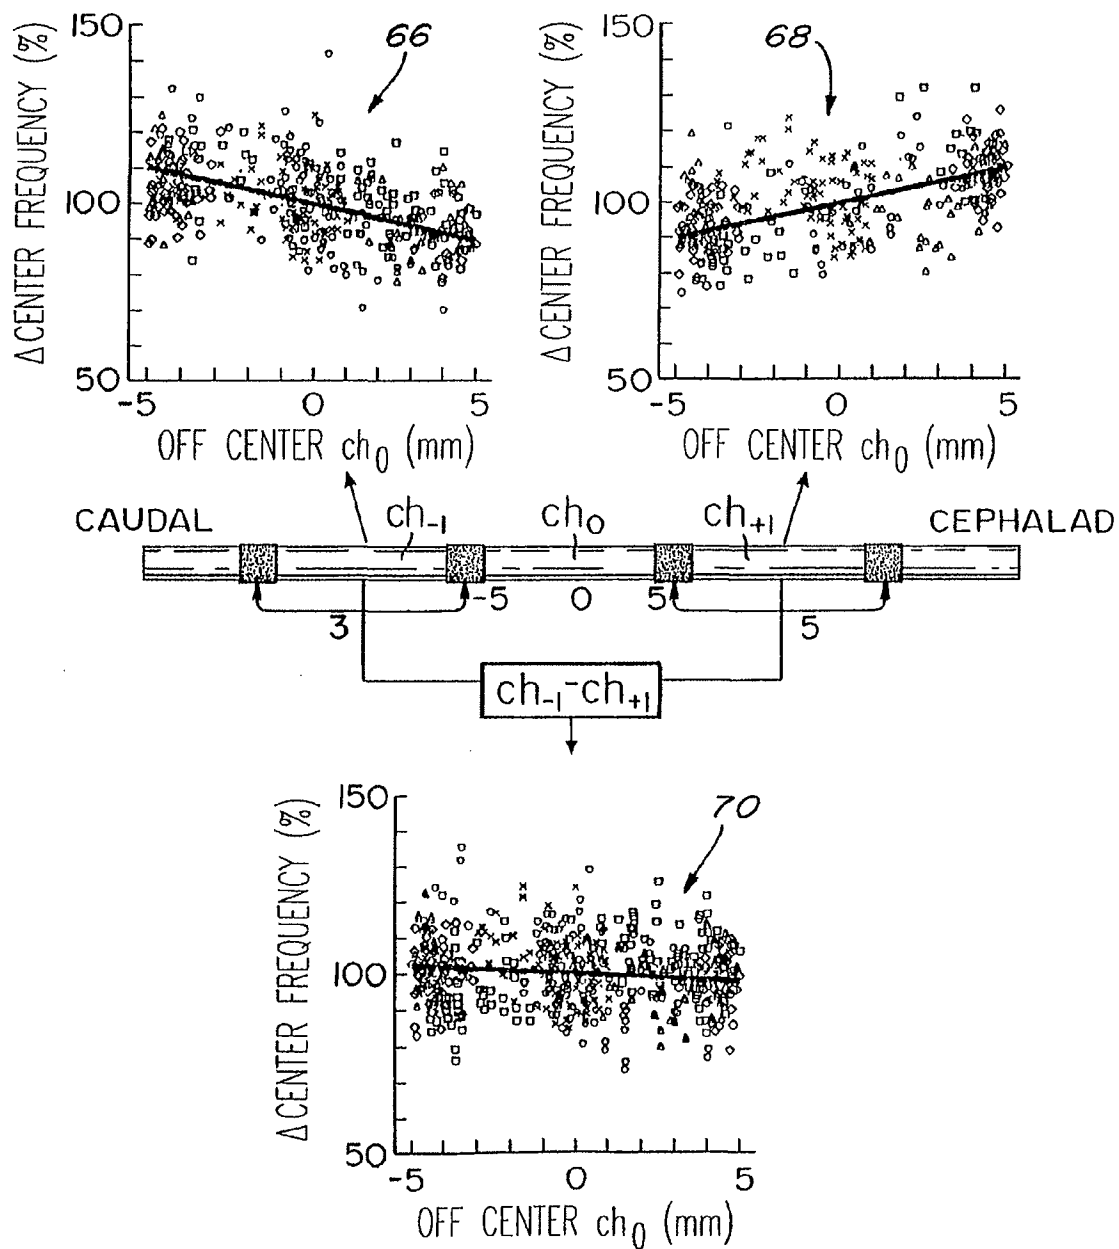 150
66
ΔCENTER FREQUENCY (%)
100
50
-5 0 5
OFF CENTER ch₀ (mm)
150
68
ΔCENTER FREQUENCY (%)
100
50
-5 0 5
OFF CENTER ch₀ (mm)
CAUDAL
ch₋₁
ch₀
ch₊₁
CEPHALAD
-5 0 5
3
5
ch₋₁-ch₊₁
150
70
ΔCENTER FREQUENCY (%)
100
50
-5 0 5
OFF CENTER ch₀ (mm)